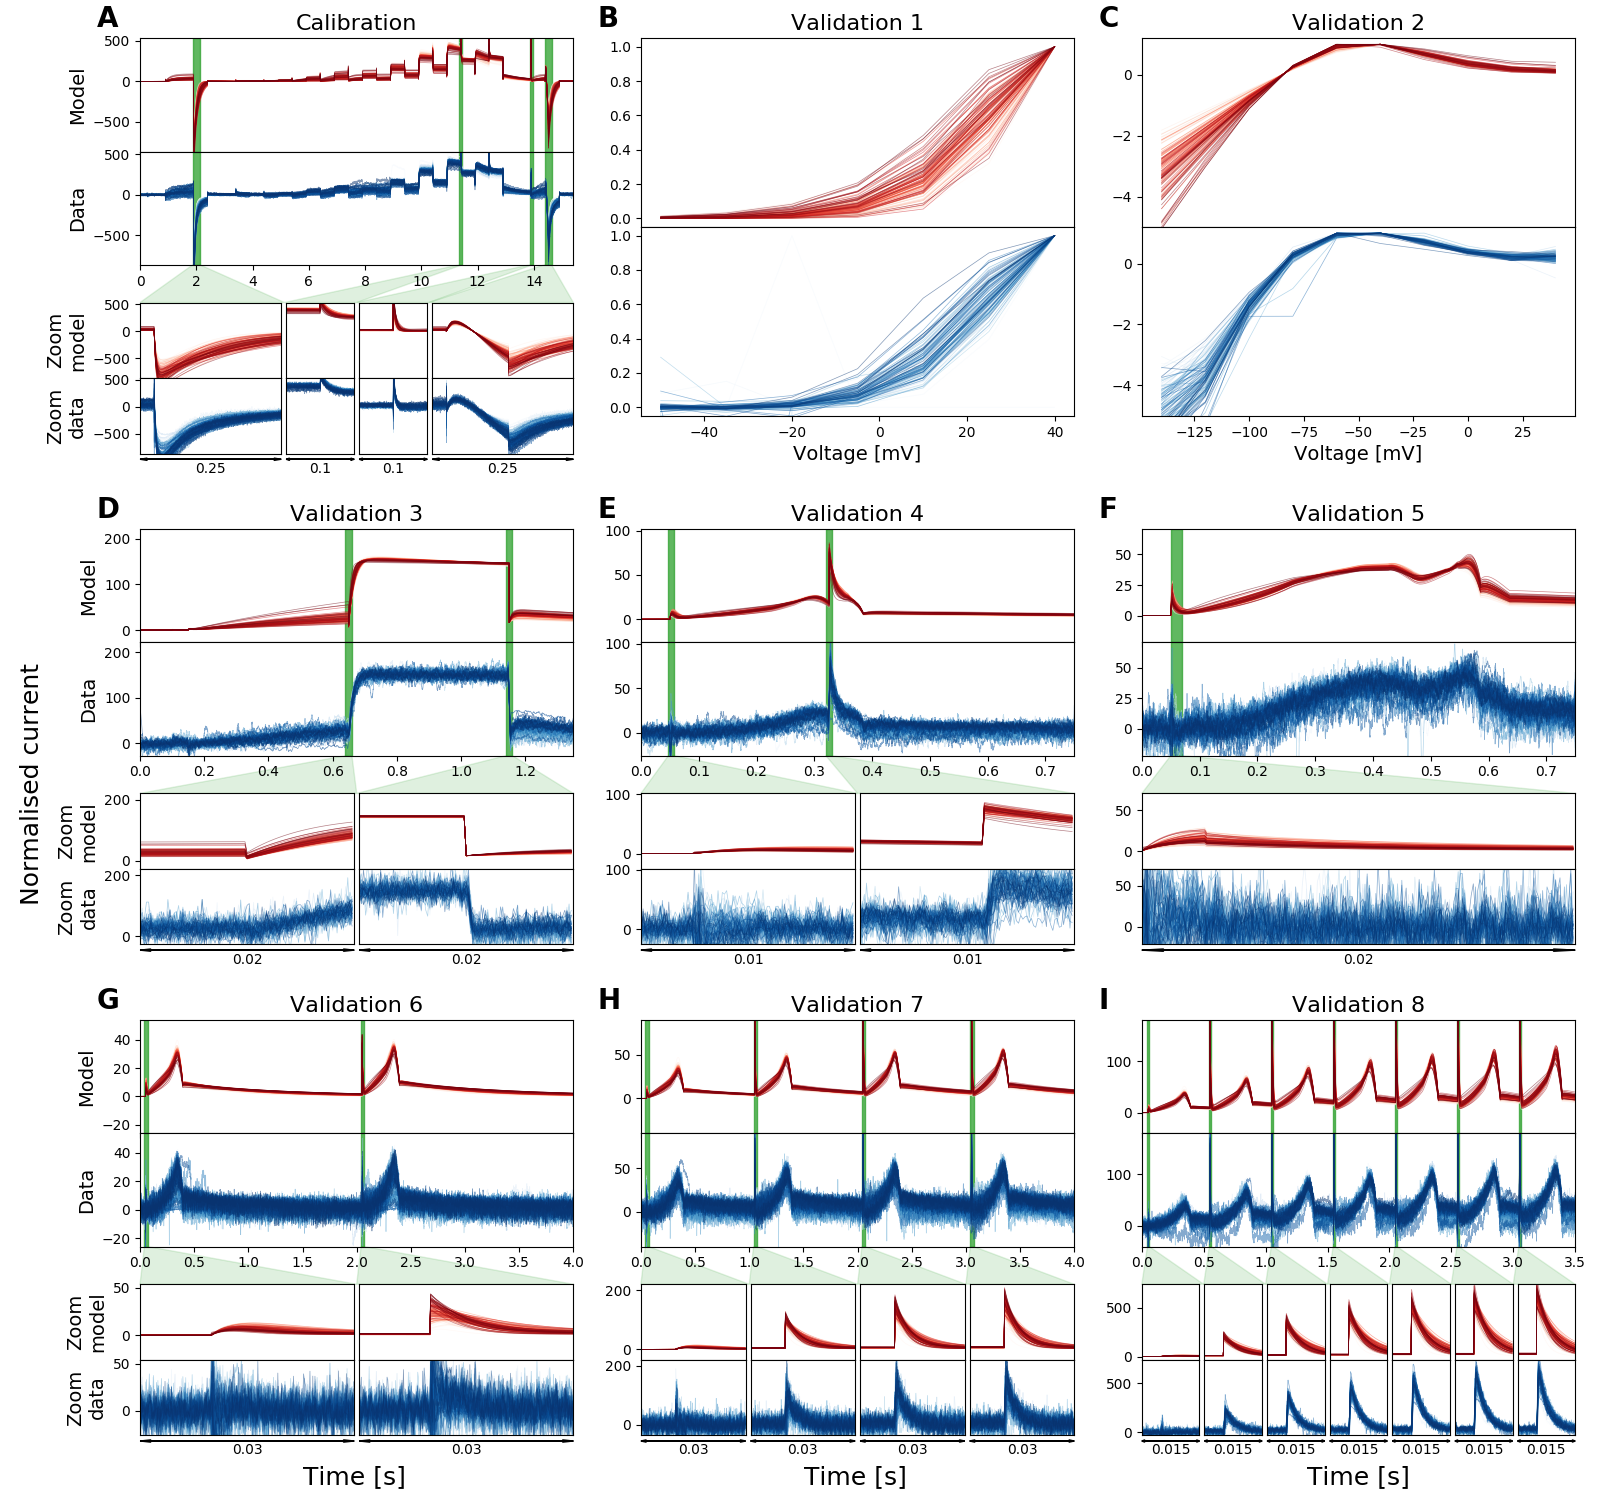 A Calibration
B Validation 1
C Validation 2
500
0
−500
Model
500
0
−500
Data
0 2 4 6 8 10 12 14
500
0
−500
Zoom
model
500
0
−500
Zoom
data
0.25 0.1 0.1 0.25
1.0
0.8
0.6
0.4
0.2
0.0
1.0
0.8
0.6
0.4
0.2
0.0
−40 −20 0 20 40
Voltage [mV]
0
−2
−4
0
−2
−4
−125 −100 −75 −50 −25 0 25
Voltage [mV]
Normalised current
D Validation 3
E Validation 4
F Validation 5
200
100
0
Model
200
100
0
Data
0.0 0.2 0.4 0.6 0.8 1.0 1.2
200
0
Zoom
model
200
0
Zoom
data
0.02 0.02
100
50
0
100
50
0
0.0 0.1 0.2 0.3 0.4 0.5 0.6 0.7
100
0
100
0
0.01 0.01
50
25
0
50
25
0
0.0 0.1 0.2 0.3 0.4 0.5 0.6 0.7
50
0
50
0
0.02
G Validation 6
H Validation 7
I Validation 8
40
20
0
−20
Model
40
20
0
−20
Data
0.0 0.5 1.0 1.5 2.0 2.5 3.0 3.5 4.0
50
0
Zoom
model
50
0
Zoom
data
0.03 0.03
Time [s]
50
0
50
0
0.0 0.5 1.0 1.5 2.0 2.5 3.0 3.5 4.0
200
0
200
0
0.03 0.03 0.03 0.03
Time [s]
100
0
100
0
0.0 0.5 1.0 1.5 2.0 2.5 3.0 3.5
500
0
500
0
0.015 0.015 0.015 0.015 0.015 0.015 0.015
Time [s]